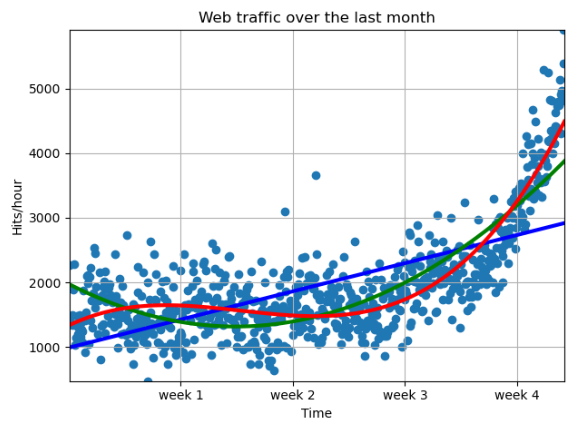 Web traffic over the last month
Hits/hour
5000
4000
3000
2000
1000
week 1
week 2
week 3
week 4
Time